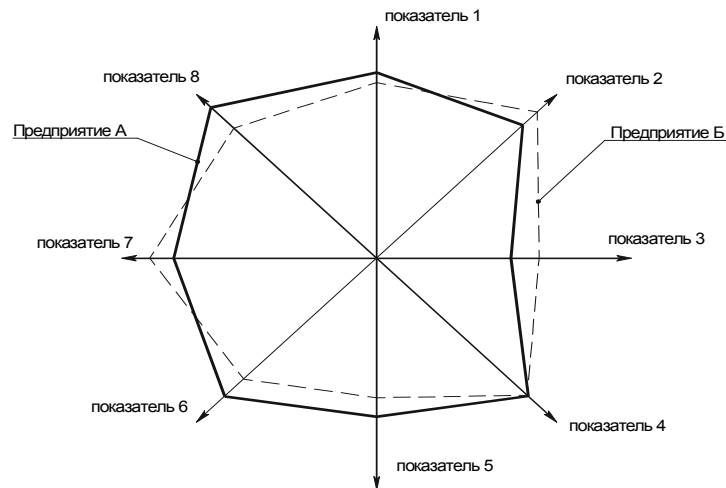 показатель 1
показатель 8
показатель 2
Предприятие А
Предприятие Б
показатель 7
показатель 3
показатель 6
показатель 4
показатель 5